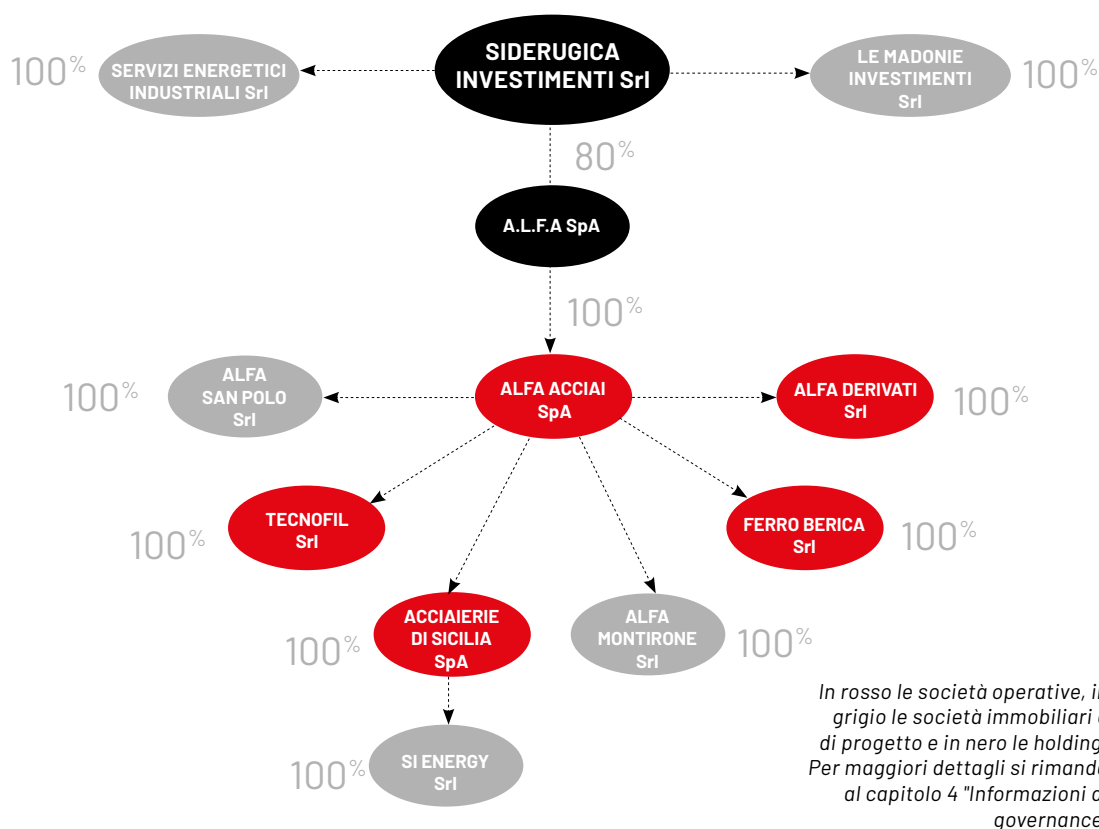 SIDERUGICA
INVESTIMENTI Srl
100%
SERVIZI ENERGETICI
INDUSTRIALI Srl
LE MADONIE
INVESTIMENTI
Srl
100%
80%
A.L.F.A SpA
100%
100%
ALFA
SAN POLO
Srl
ALFA ACCIAI
SpA
ALFA DERIVATI
Srl
100%
100%
TECNOFIL
Srl
FERRO BERICA
Srl
100%
100%
ACCIAIERIE
DI SICILIA
SpA
ALFA
MONTIRONE
Srl
100%
100%
SI ENERGY
Srl
In rosso le società operative, in
grigio le società immobiliari
di progetto e in nero le holding
Per maggiori dettagli si rimanda
al capitolo 4 "Informazioni
governance